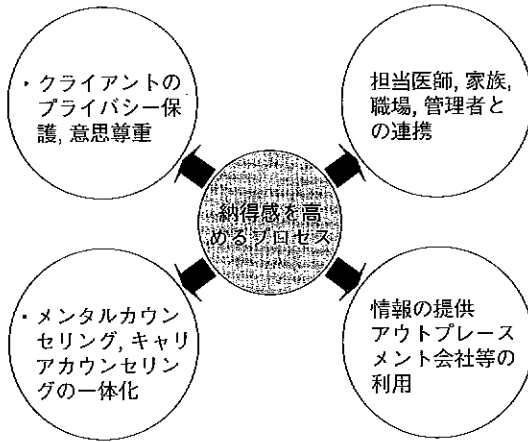 ・クライアントの
プライバシー保
護, 意思尊重
担当医師, 家族,
職場, 管理者と
の連携
納得感を高
めるプロセス
・メンタルカウン
セリング, キャリ
アカウンセリン
グの一体化
情報の提供
アウトプレース
メント会社等の
利用